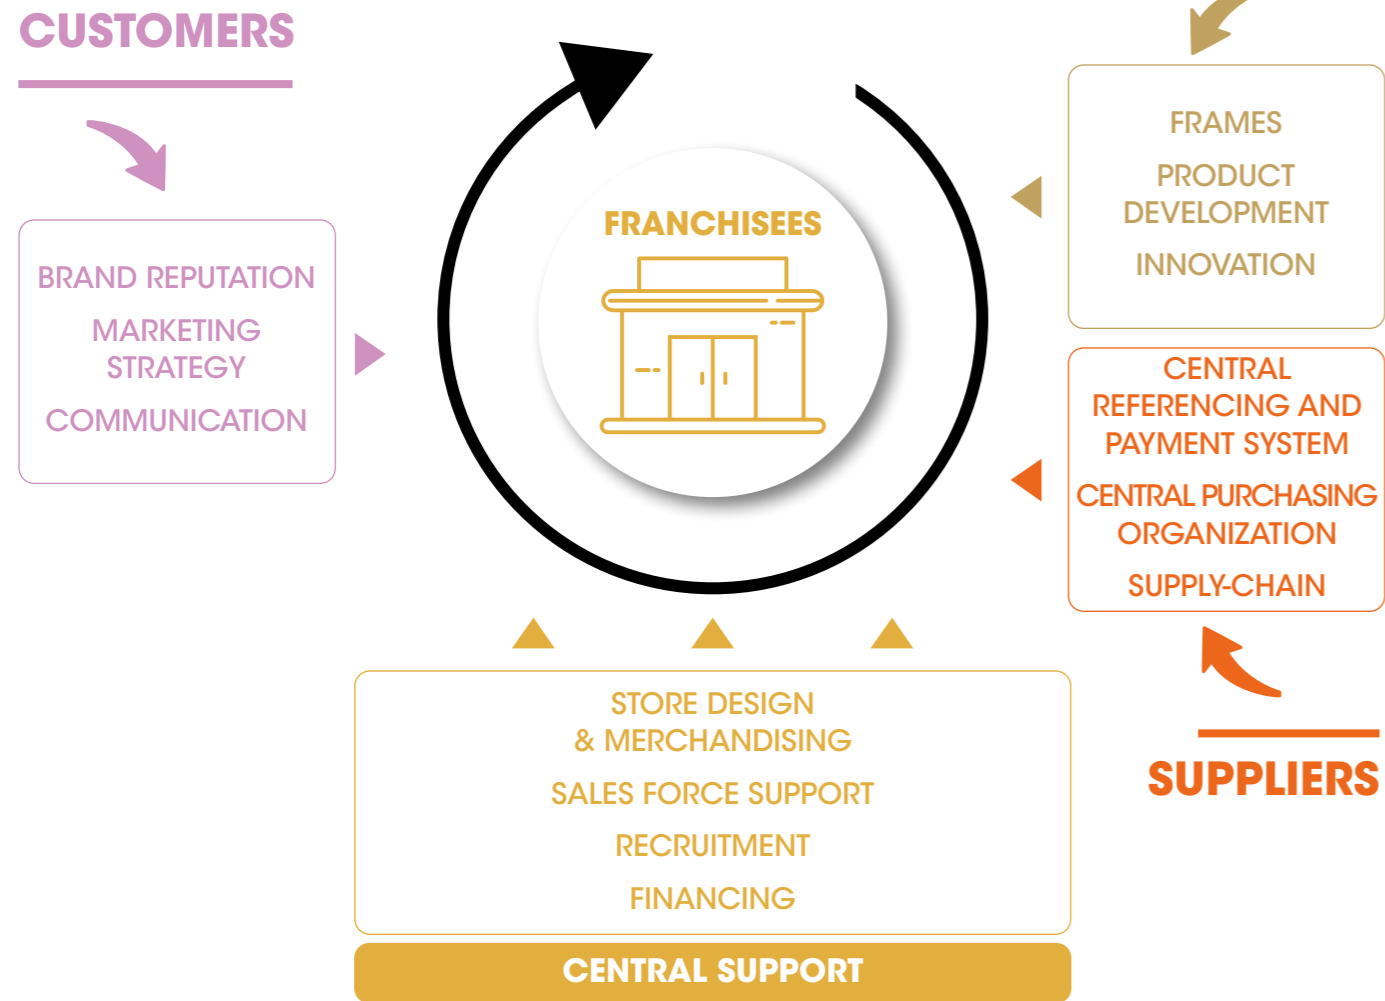 CUSTOMERS
BRAND REPUTATION
MARKETING
STRATEGY
COMMUNICATION
FRANCHISEES
FRAMES
PRODUCT
DEVELOPMENT
INNOVATION
CENTRAL
REFERENCING AND
PAYMENT SYSTEM
CENTRAL PURCHASING
ORGANIZATION
SUPPLY-CHAIN
SUPPLIERS
STORE DESIGN
& MERCHANDISING
SALES FORCE SUPPORT
RECRUITMENT
FINANCING
CENTRAL SUPPORT